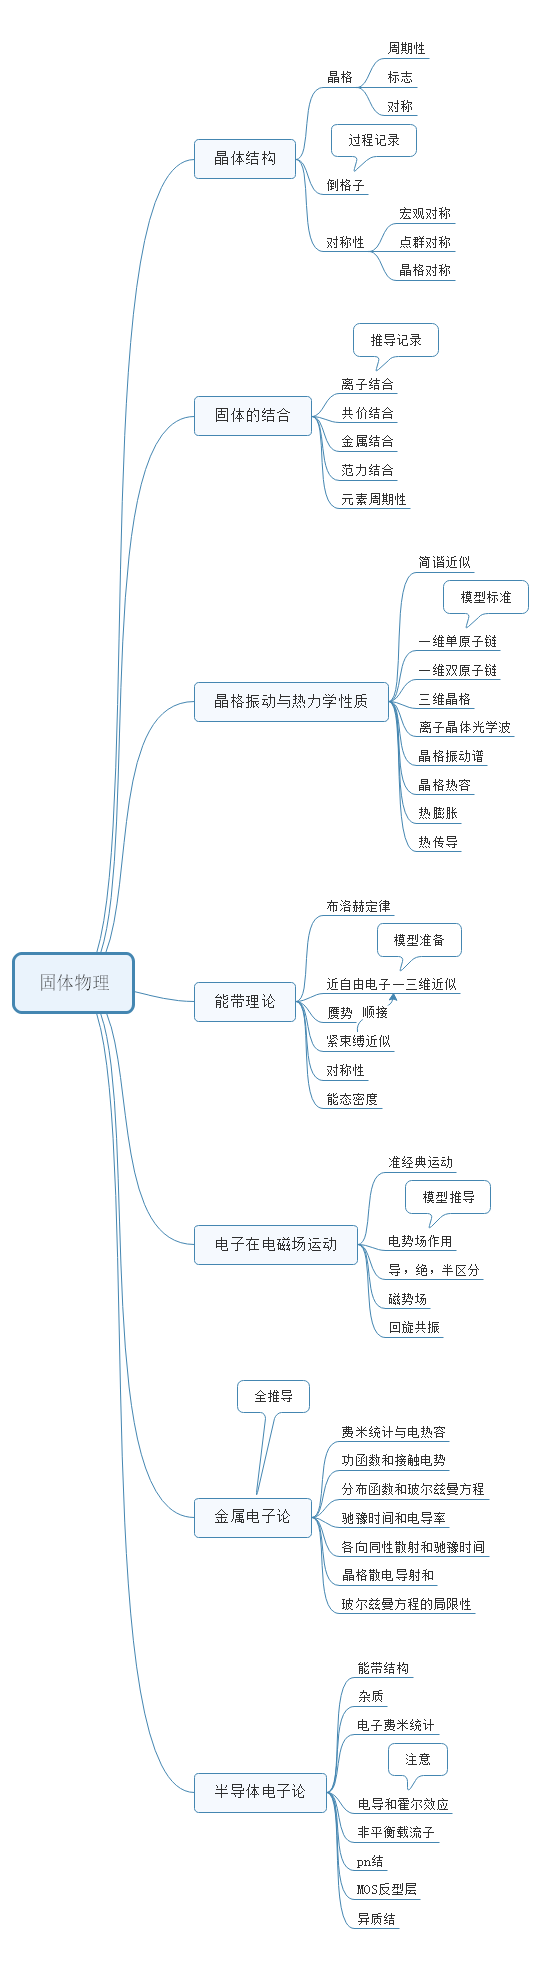 固体物理
晶体结构
晶格
周期性
标志
对称
过程记录
倒格子
对称性
宏观对称
点群对称
晶格对称
固体的结合
推导记录
离子结合
共价结合
金属结合
范力结合
元素周期性
晶格振动与热力学性质
简谐近似
模型标准
一维单原子链
一维双原子链
三维晶格
离子晶体光学波
晶格振动谱
晶格热容
热膨胀
热传导
能带理论
布洛赫定律
模型准备
近自由电子一三维近似
赝势
顺接
紧束缚近似
对称性
能态密度
电子在电磁场运动
准经典运动
模型推导
电势场作用
导，绝，半区分
磁势场
回旋共振
金属电子论
全推导
费米统计与电热容
功函数和接触电势
分布函数和玻尔兹曼方程
驰豫时间和电导率
各向同性散射和驰豫时间
晶格散电导射和
玻尔兹曼方程的局限性
半导体电子论
能带结构
杂质
电子费米统计
注意
电导和霍尔效应
非平衡载流子
pn结
MOS反型层
异质结